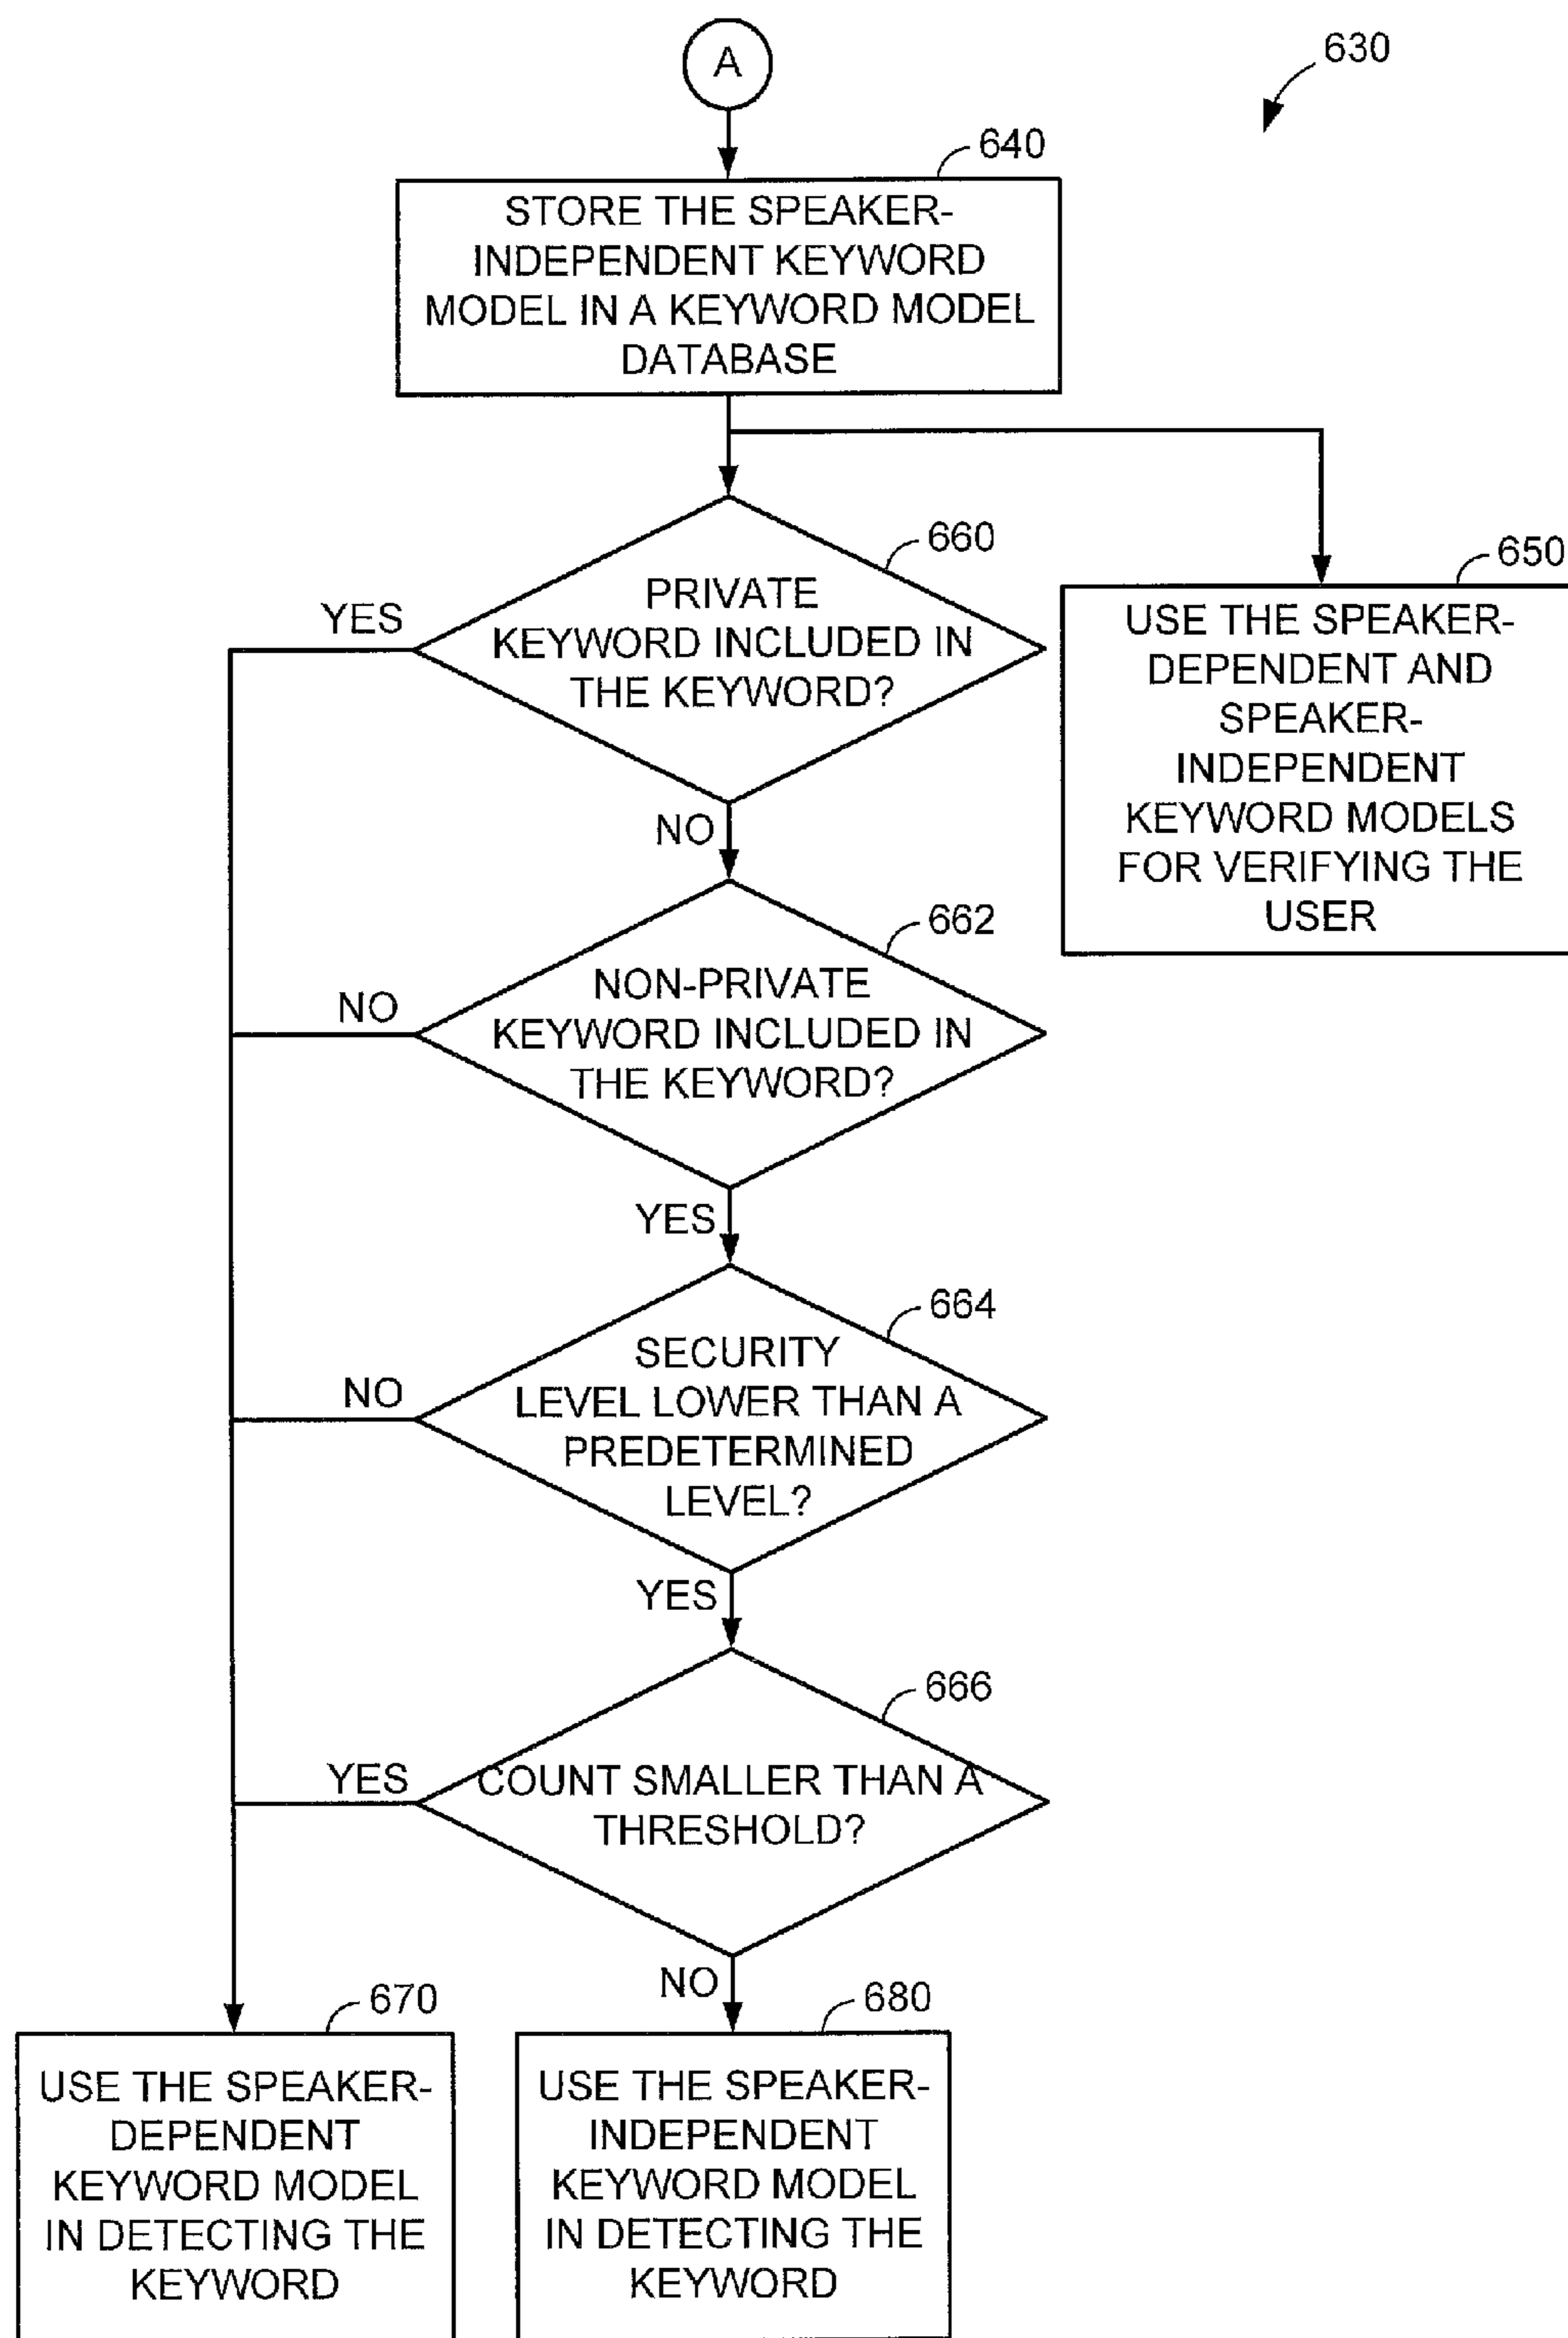 A
630
640
STORE THE SPEAKER-
INDEPENDENT KEYWORD
MODEL IN A KEYWORD MODEL
DATABASE
660
PRIVATE
KEYWORD INCLUDED IN
THE KEYWORD?
YES
NO
650
USE THE SPEAKER-
DEPENDENT AND
SPEAKER-
INDEPENDENT
KEYWORD MODELS
FOR VERIFYING THE
USER
662
NON-PRIVATE
KEYWORD INCLUDED IN
THE KEYWORD?
NO
YES
664
SECURITY
LEVEL LOWER THAN A
PREDETERMINED
LEVEL?
NO
YES
666
COUNT SMALLER THAN A
THRESHOLD?
YES
NO
670
USE THE SPEAKER-
DEPENDENT
KEYWORD MODEL
IN DETECTING THE
KEYWORD
680
USE THE SPEAKER-
INDEPENDENT
KEYWORD MODEL
IN DETECTING THE
KEYWORD